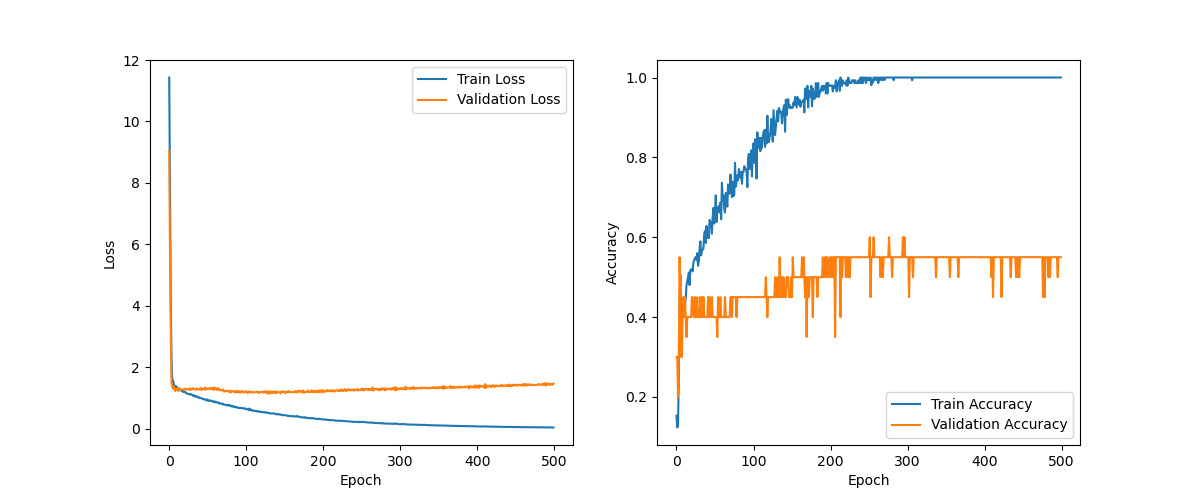 12
10
8
6
4
2
0
Loss
0 100 200 300 400 500
Epoch
Train Loss
Validation Loss
1.0
0.8
0.6
0.4
0.2
Accuracy
0 100 200 300 400 500
Epoch
Train Accuracy
Validation Accuracy